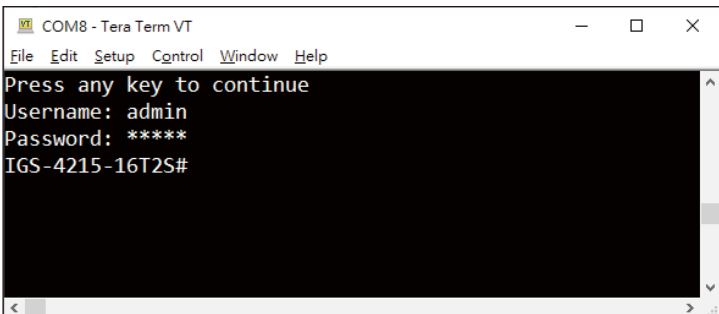 COM8 - Tera Term VT
File Edit Setup Control Window Help
Press any key to continue
Username: admin
Password: *****
IGS-4215-16T2S#